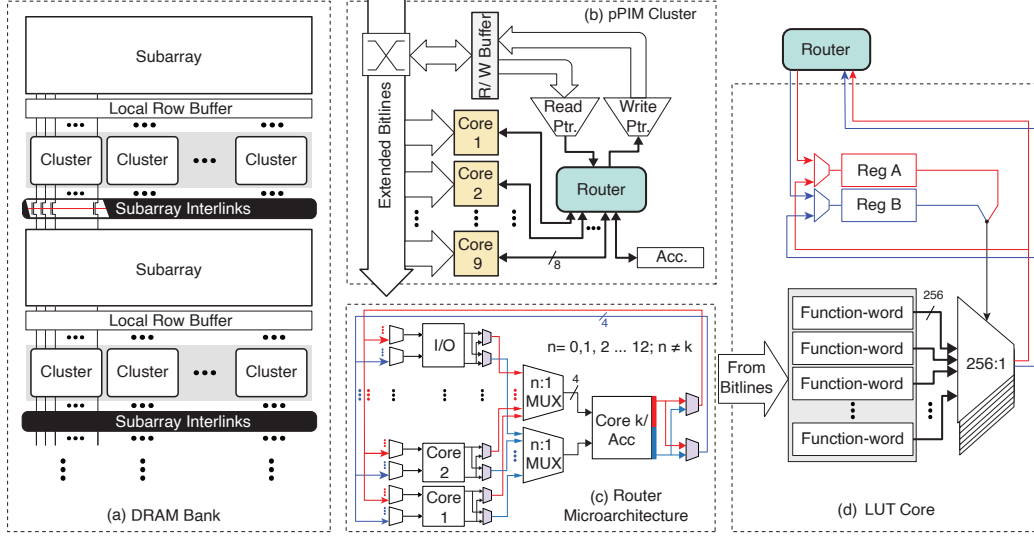 Subarray
Local Row Buffer
Cluster
Cluster
Cluster
Subarray Interlinks
Subarray
Local Row Buffer
Cluster
Cluster
Cluster
Subarray Interlinks
(a) DRAM Bank
(b) pPIM Cluster
Extended Bitlines
R/ W Buffer
Read
Ptr.
Write
Ptr.
Core
1
Core
2
Core
9
Router
8
Acc.
4
I/O
n= 0,1, 2 ... 12; n ≠ k
n:1
MUX
4
n:1
MUX
Core k/
Acc
Core
2
Core
1
(c) Router
Microarchitecture
Router
Reg A
Reg B
From
Bitlines
Function-word
256
Function-word
Function-word
Function-word
256:1
(d) LUT Core